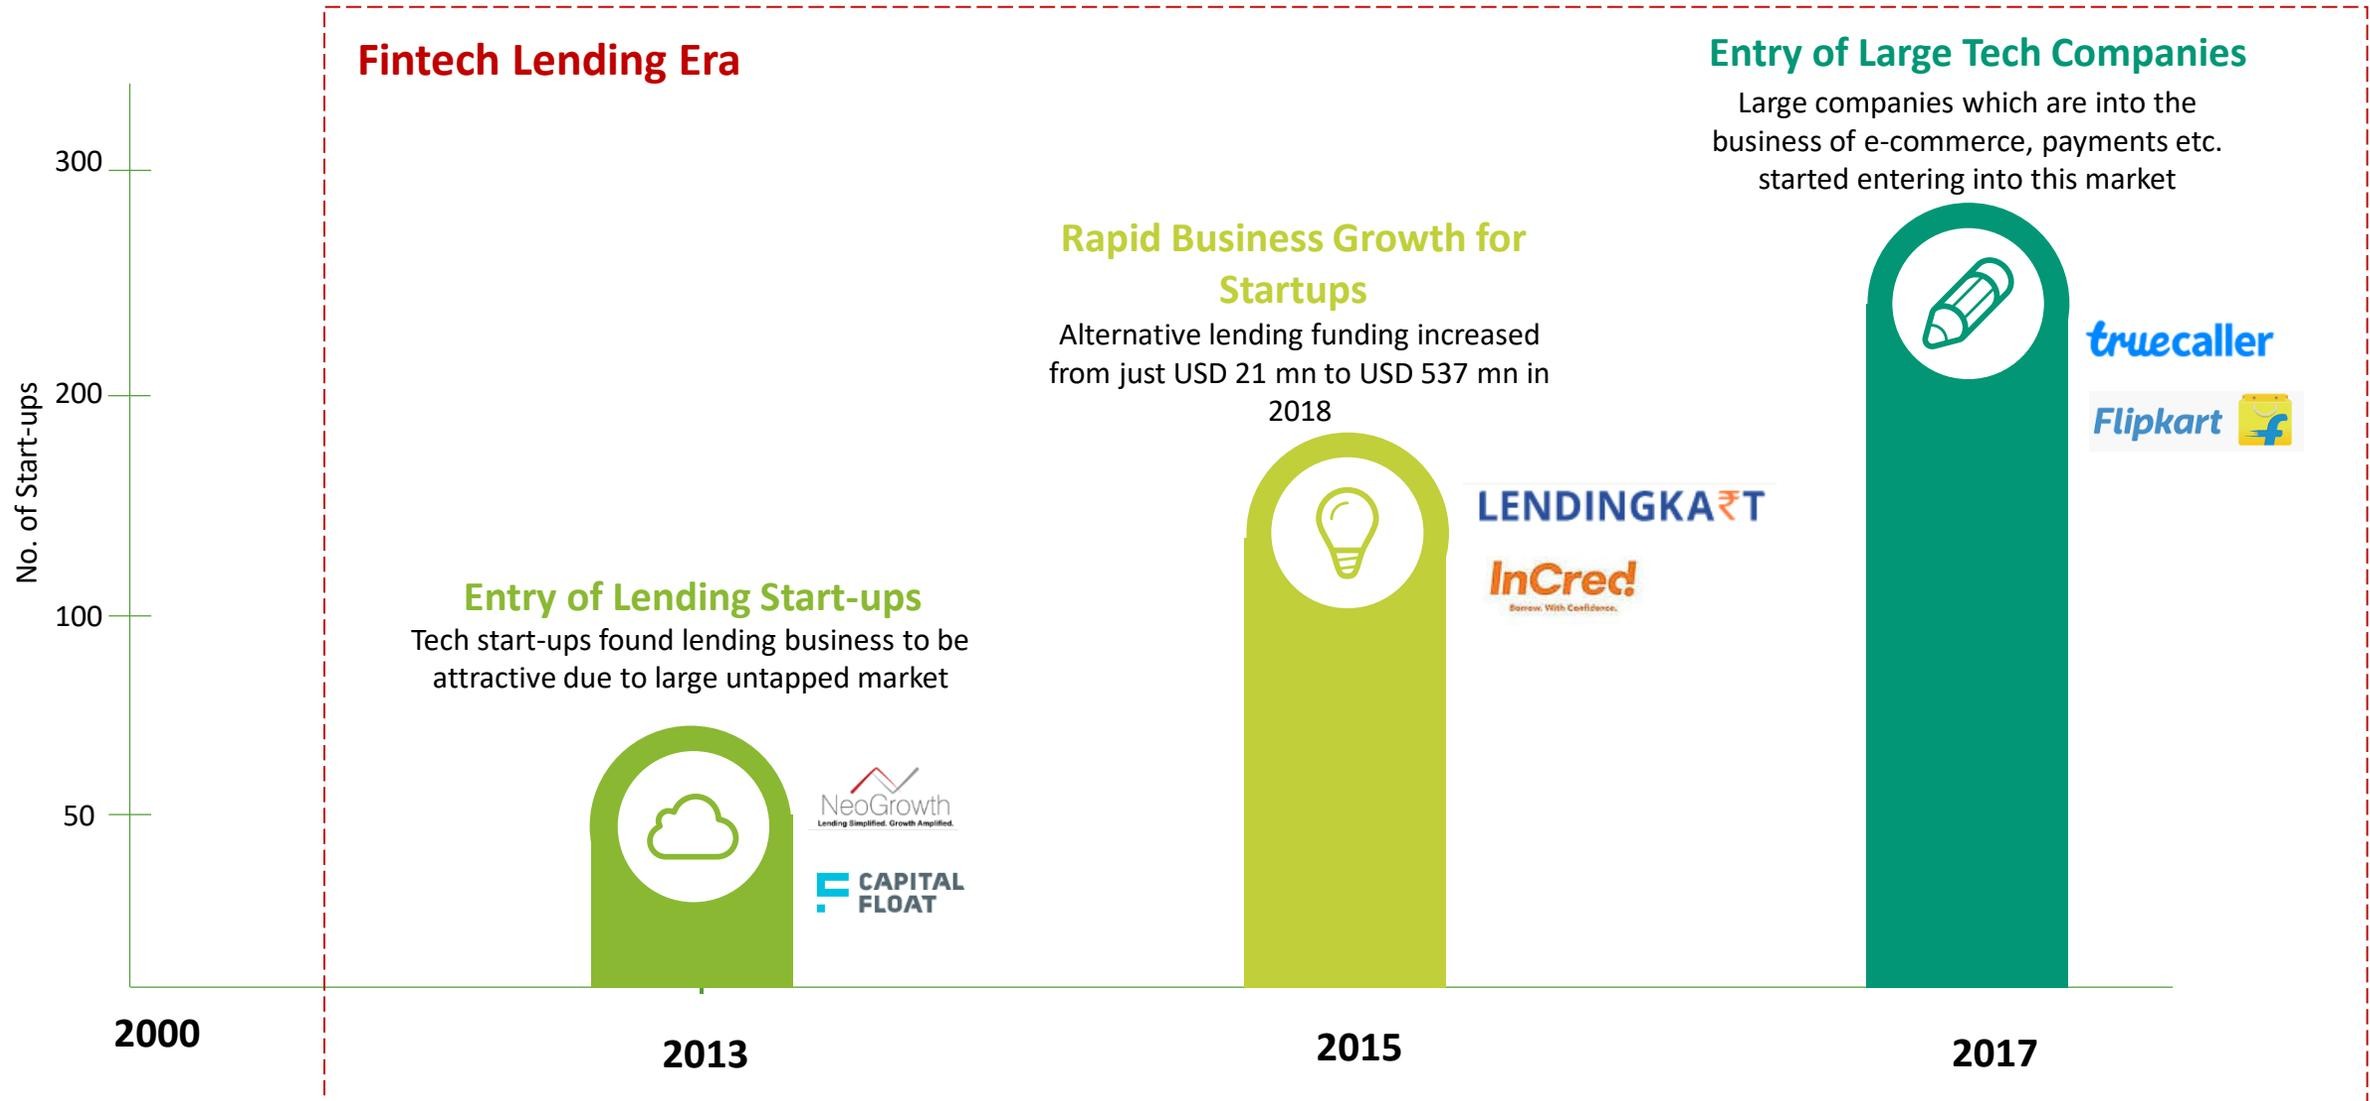 Fintech Lending Era
Entry of Large Tech Companies
Large companies which are into the
business of e-commerce, payments etc.
started entering into this market
300
Rapid Business Growth for
Startups
Alternative lending funding increased
from just USD 21 mn to USD 537 mn in
2018
truecaller
Flipkart
No. of Start-ups
200
LENDINGKA₹T
InCred
Borrow. With Confidence.
100
Entry of Lending Start-ups
Tech start-ups found lending business to be
attractive due to large untapped market
50
NeoGrowth
Lending Simplified. Growth Amplified.
CAPITAL
FLOAT
2000
2013
2015
2017